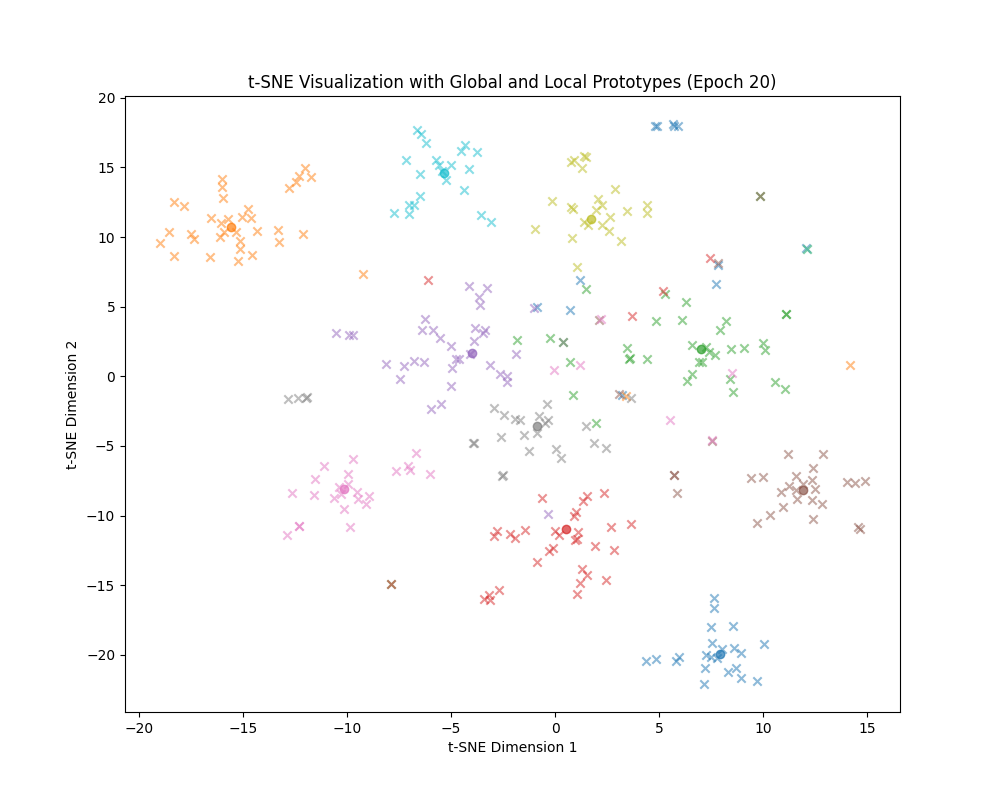 t-SNE Visualization with Global and Local Prototypes (Epoch 20)
20
15
10
5
0
−5
−10
−15
−20
t-SNE Dimension 2
−20 −15 −10 −5 0 5 10 15
t-SNE Dimension 1